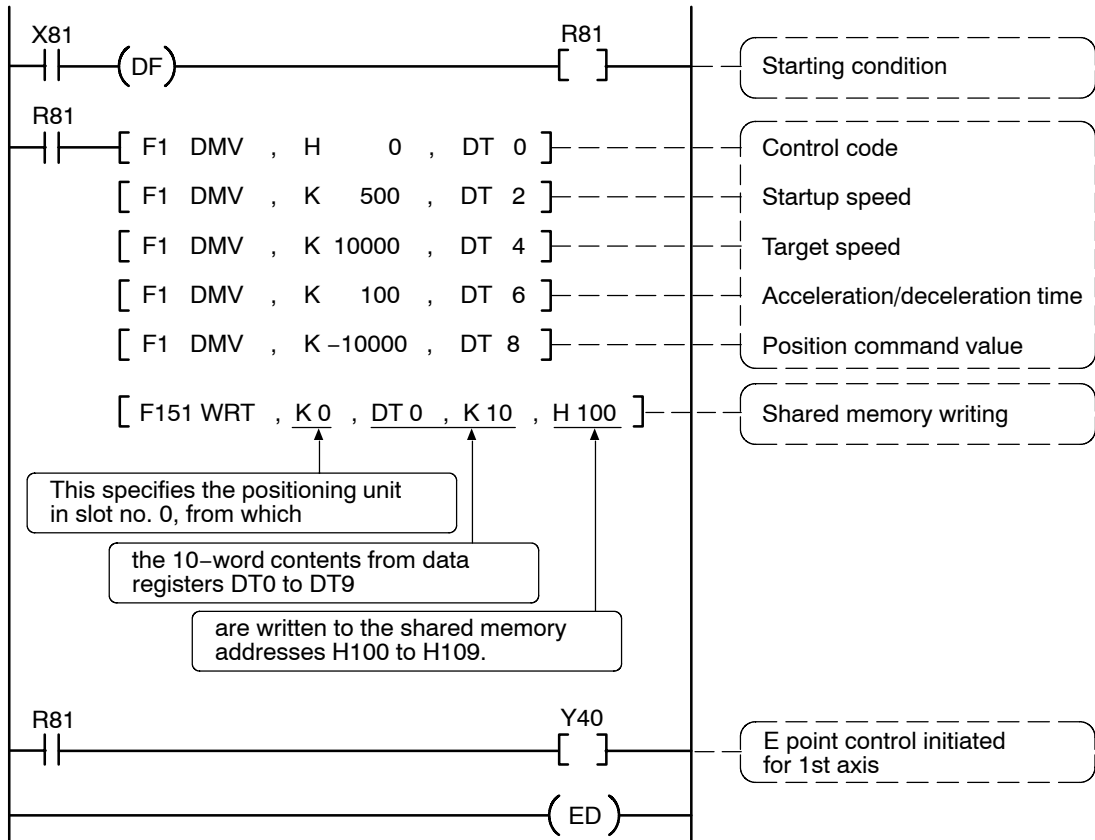 X81 R81
(DF) [ ] Starting condition
R81
[ F1 DMV , H 0 , DT 0 ] Control code
[ F1 DMV , K 500 , DT 2 ] Startup speed
[ F1 DMV , K 10000 , DT 4 ] Target speed
[ F1 DMV , K 100 , DT 6 ] Acceleration/deceleration time
[ F1 DMV , K −10000 , DT 8 ] Position command value
[ F151 WRT , K 0 , DT 0 , K 10 , H 100 ] Shared memory writing
This specifies the positioning unit
in slot no. 0, from which
the 10−word contents from data
registers DT0 to DT9
are written to the shared memory
addresses H100 to H109.
R81 Y40
[ ] E point control initiated
for 1st axis
( ED )